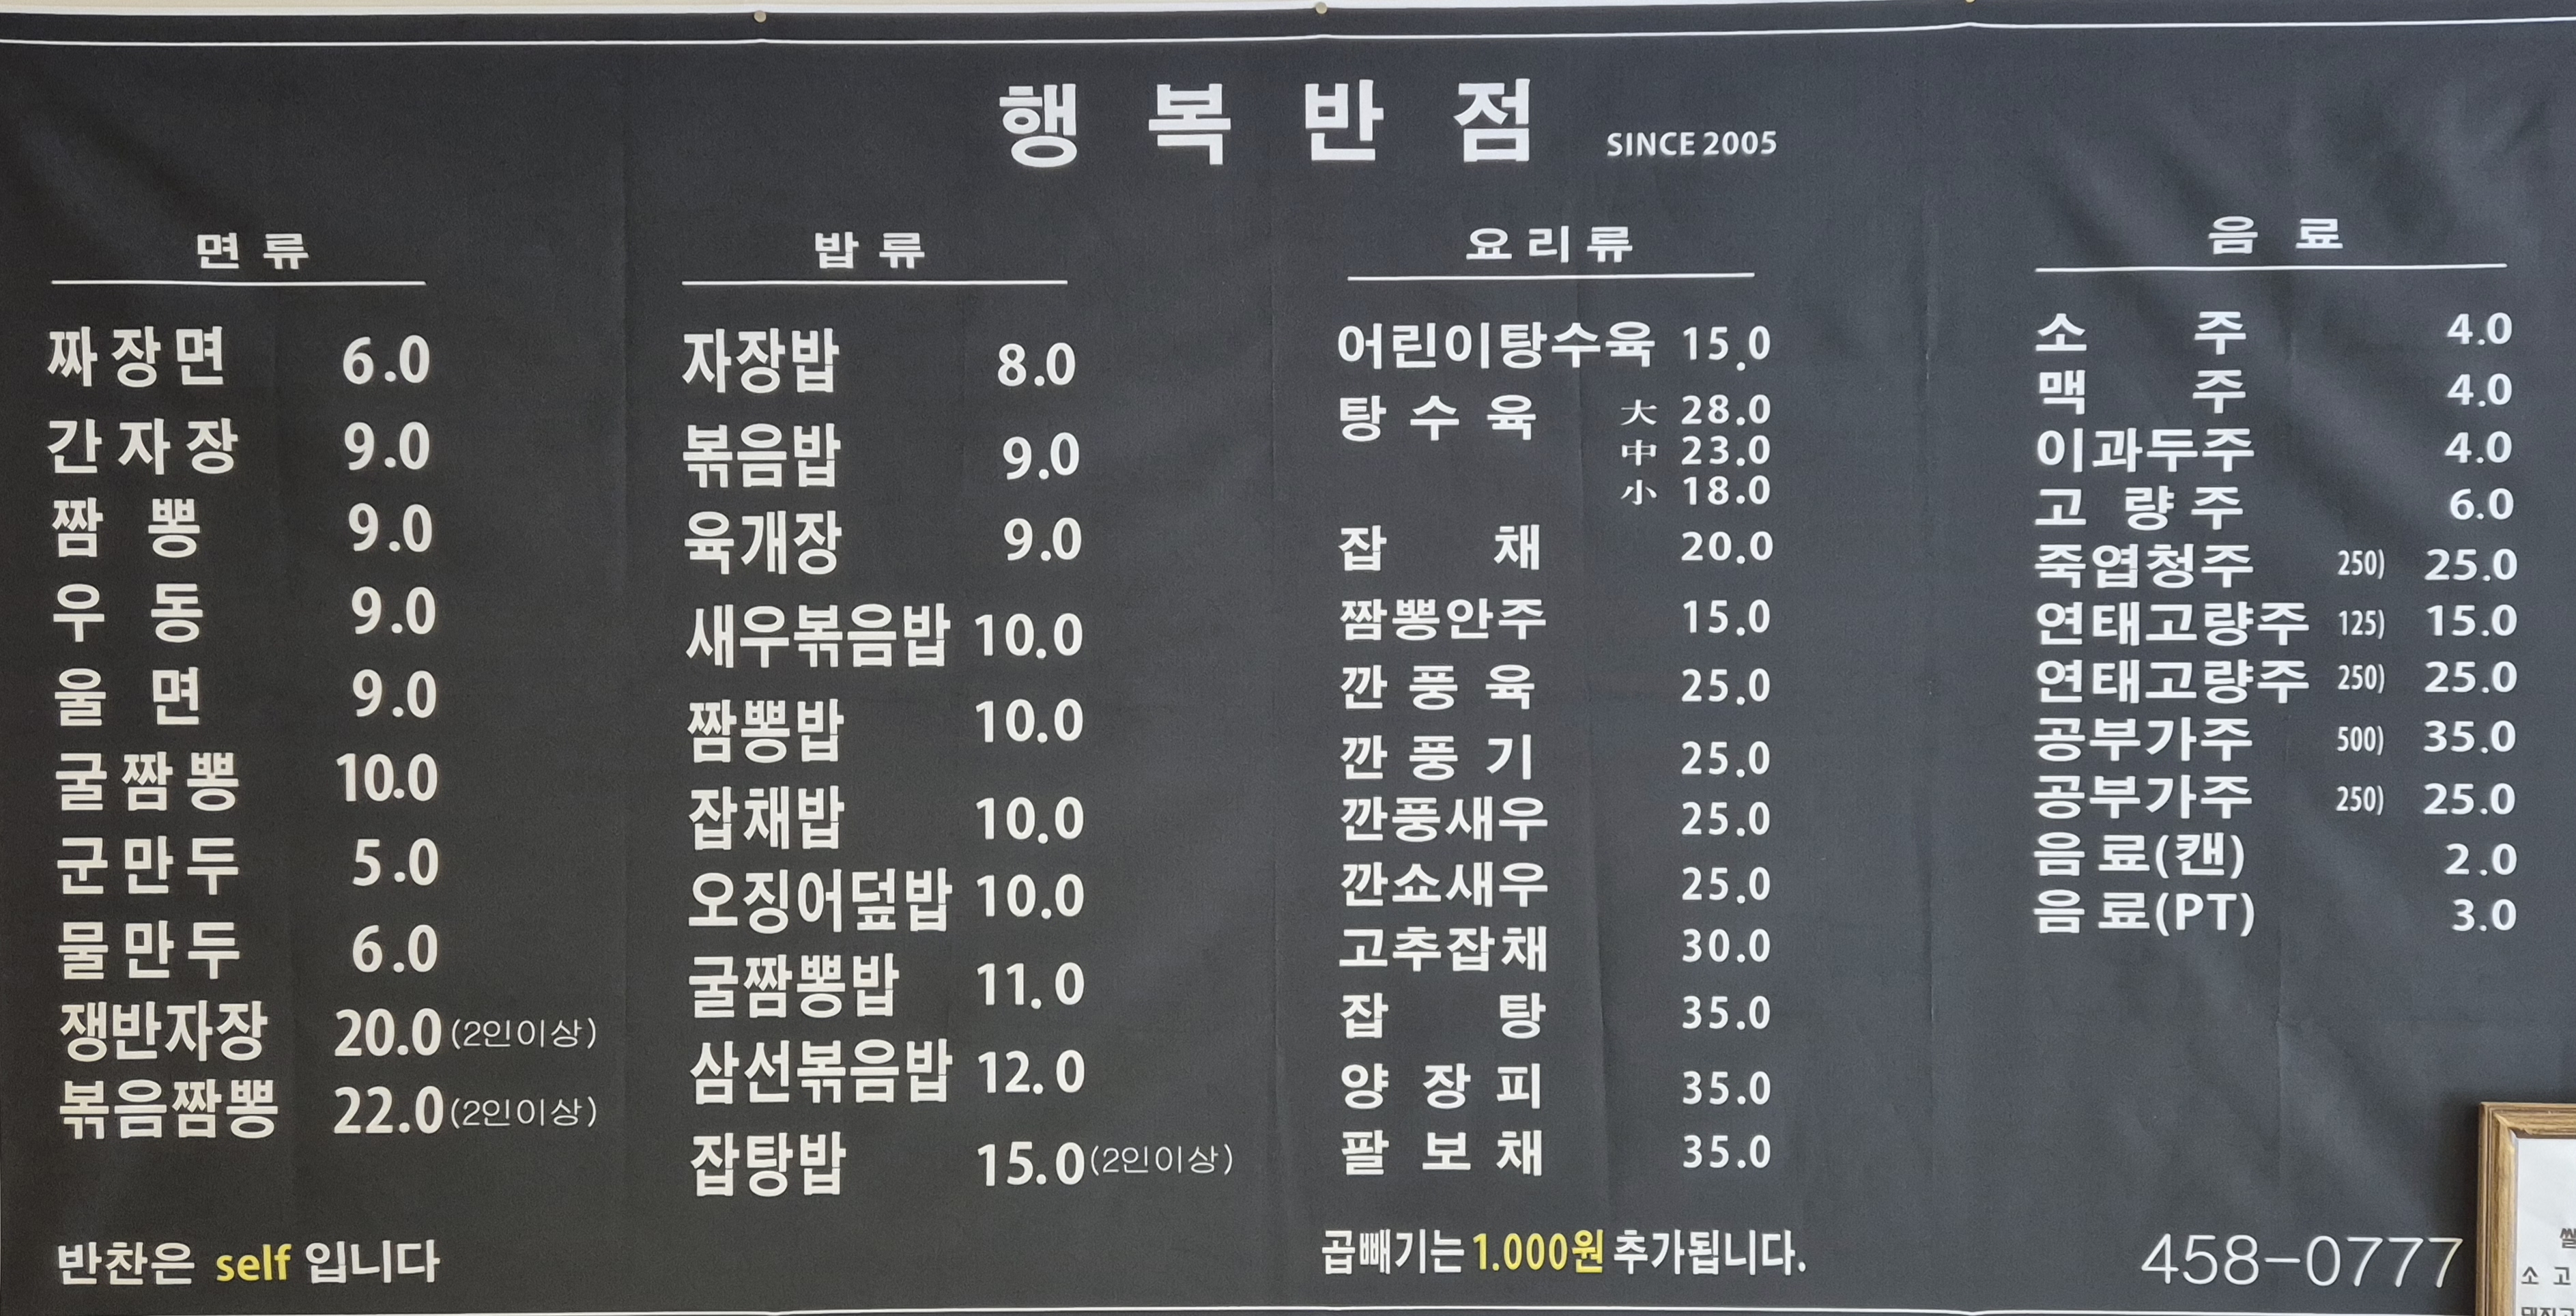 행복반점 SINCE 2005
면류
짜장면 6.0
간자장 9.0
짬뽕 9.0
우동 9.0
울면 9.0
굴짬뽕 10.0
군만두 5.0
물만두 6.0
쟁반자장 20.0(2인이상)
볶음짬뽕 22.0(2인이상)
반찬은 self 입니다
밥류
자장밥 8.0
볶음밥 9.0
육개장 9.0
새우볶음밥 10.0
짬뽕밥 10.0
잡채밥 10.0
오징어덮밥 10.0
굴짬뽕밥 11.0
삼선볶음밥 12.0
잡탕밥 15.0(2인이상)
요리류
어린이탕수육 15.0
탕수육 大 28.0
中 23.0
小 18.0
잡채 20.0
짬뽕안주 15.0
깐풍육 25.0
깐풍기 25.0
깐풍새우 25.0
깐쇼새우 25.0
고추잡채 30.0
잡탕 35.0
양장피 35.0
팔보채 35.0
곱빼기는 1.000원 추가됩니다.
음료
소주 4.0
맥주 4.0
이과두주 4.0
고량주 6.0
죽엽청주 250) 25.0
연태고량주 125) 15.0
연태고량주 250) 25.0
공부가주 500) 35.0
공부가주 250) 25.0
음료(캔) 2.0
음료(PT) 3.0
458-0777
쌀
소 고